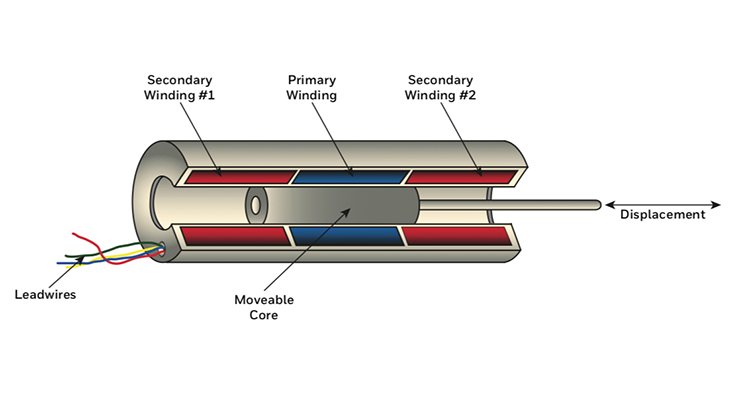 Secondary
Winding #1
Primary
Winding
Secondary
Winding #2
Displacement
Leadwires
Moveable
Core